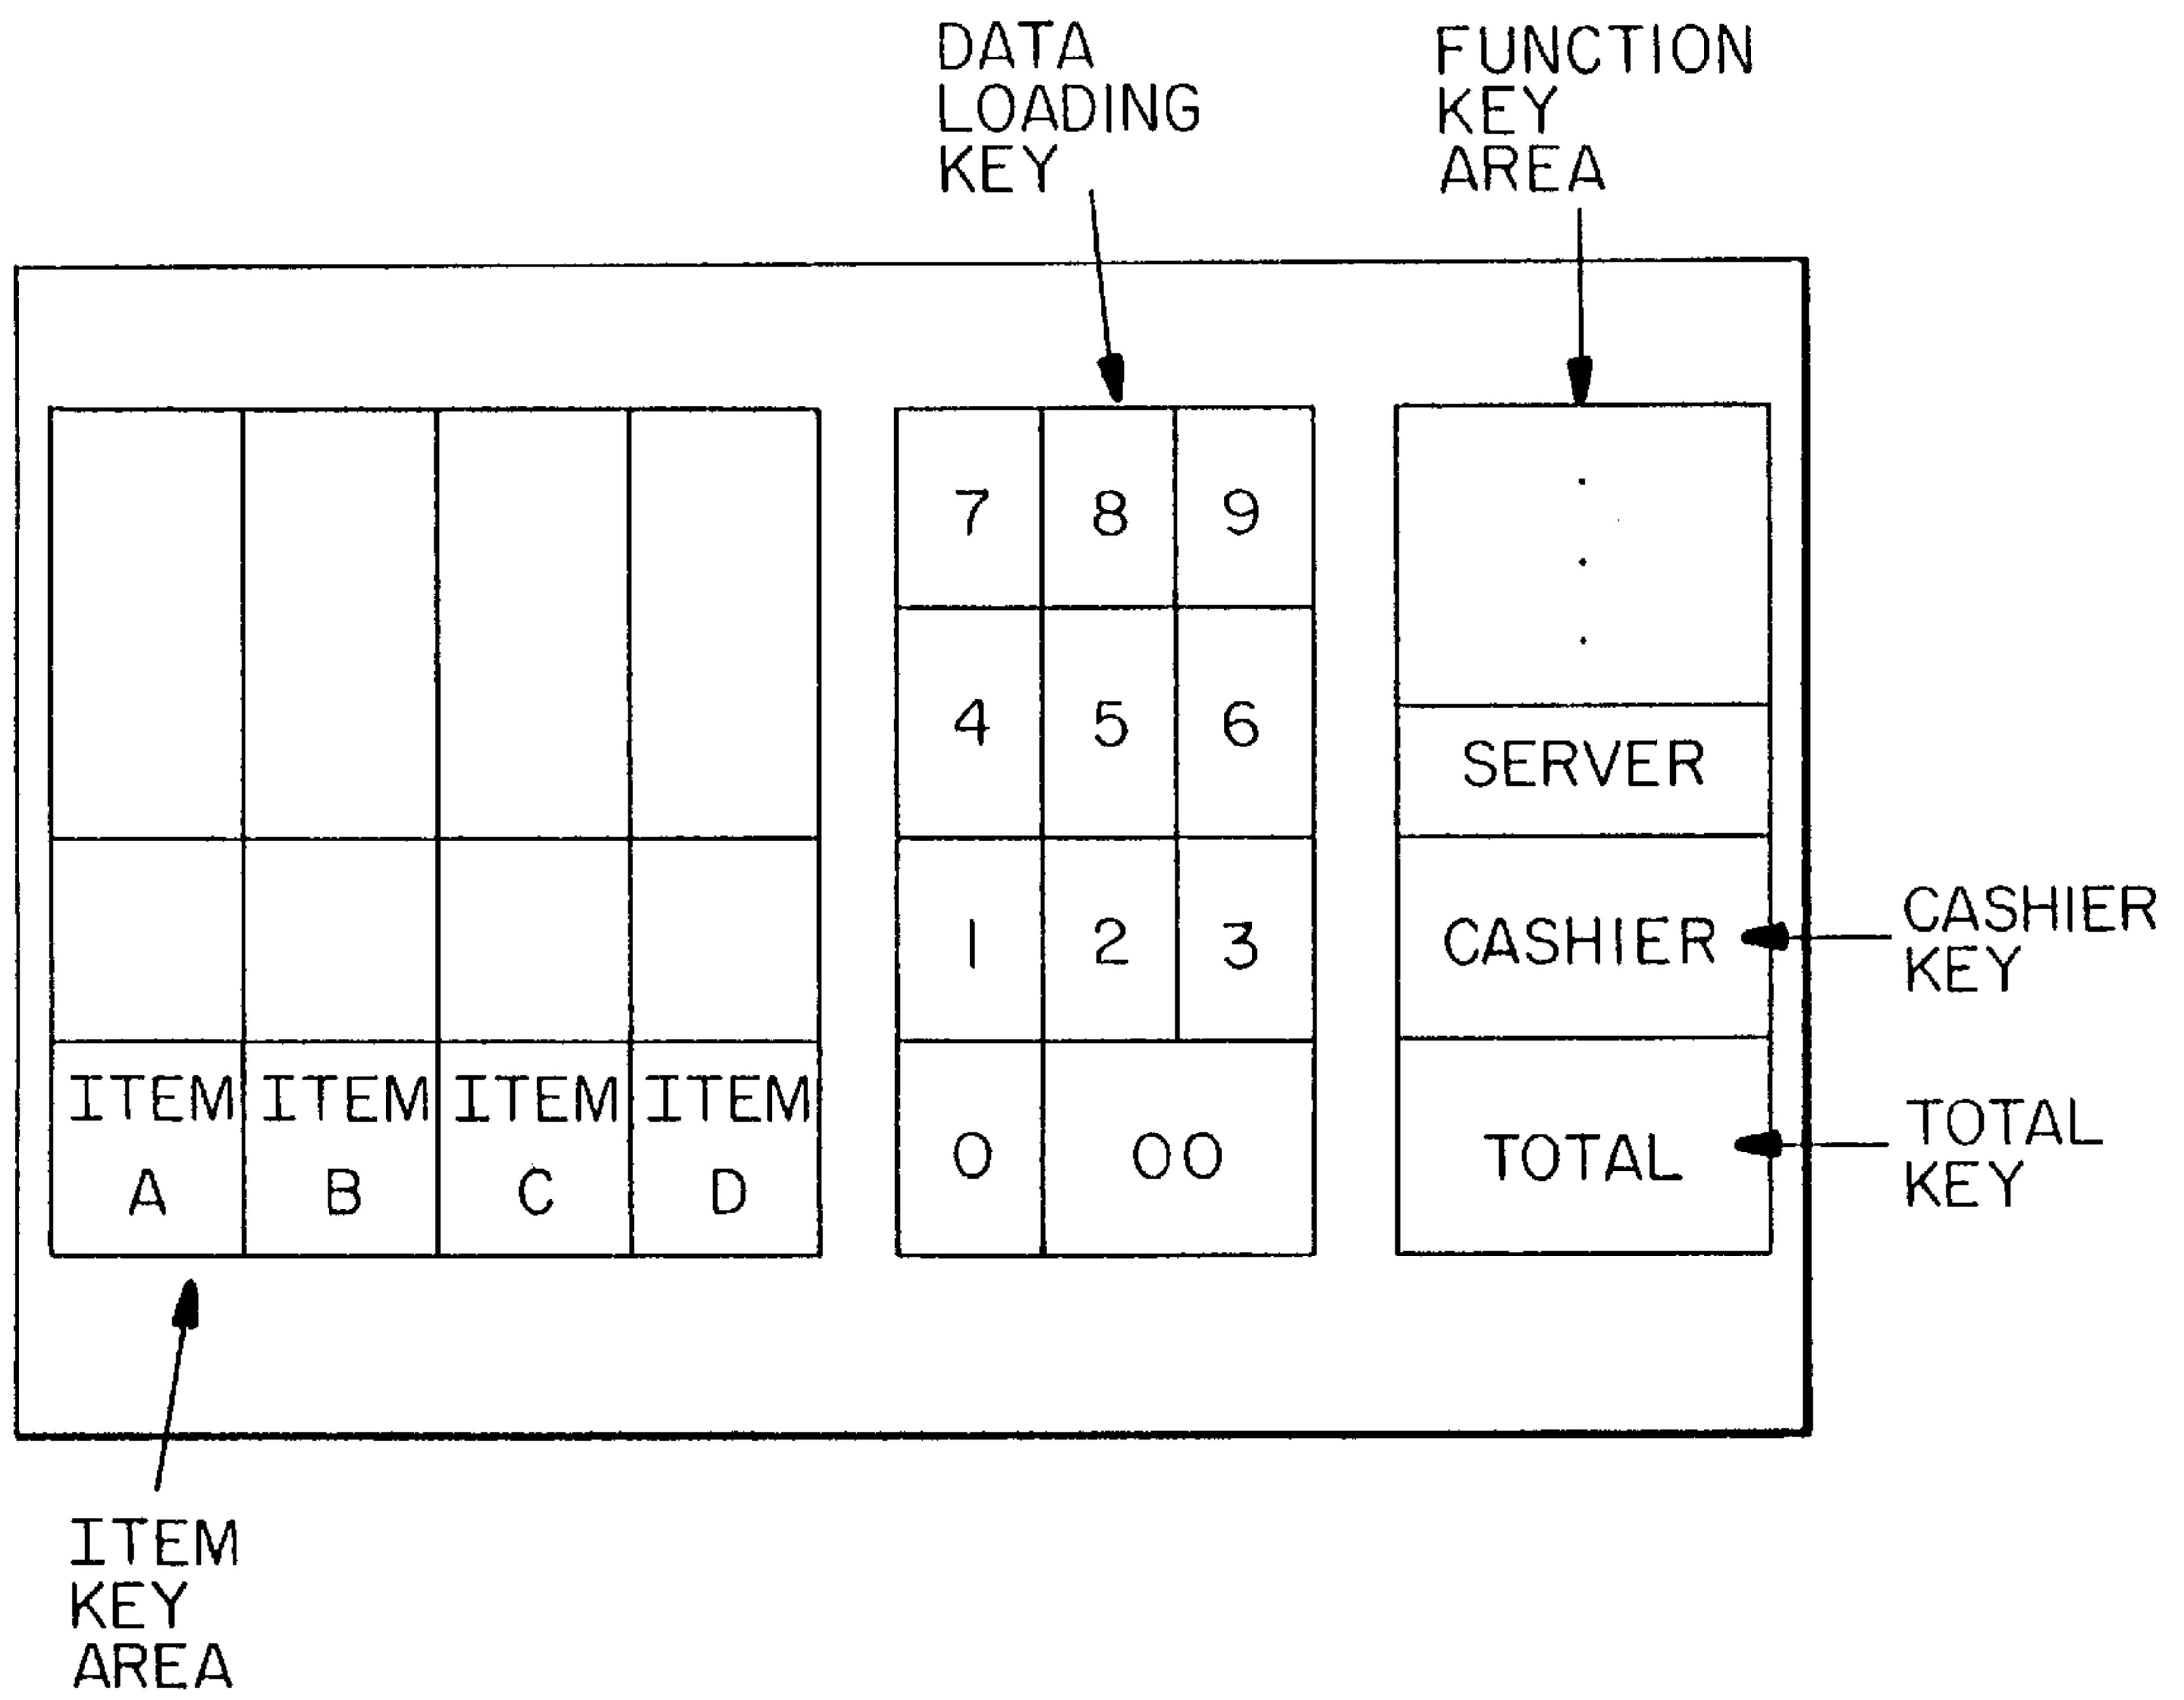 DATA
LOADING
KEY
FUNCTION
KEY
AREA
7 8 9
4 5 6
SERVER
1 2 3
CASHIER
CASHIER
KEY
ITEM ITEM ITEM ITEM
A B C D
0 00
TOTAL
TOTAL
KEY
ITEM
KEY
AREA